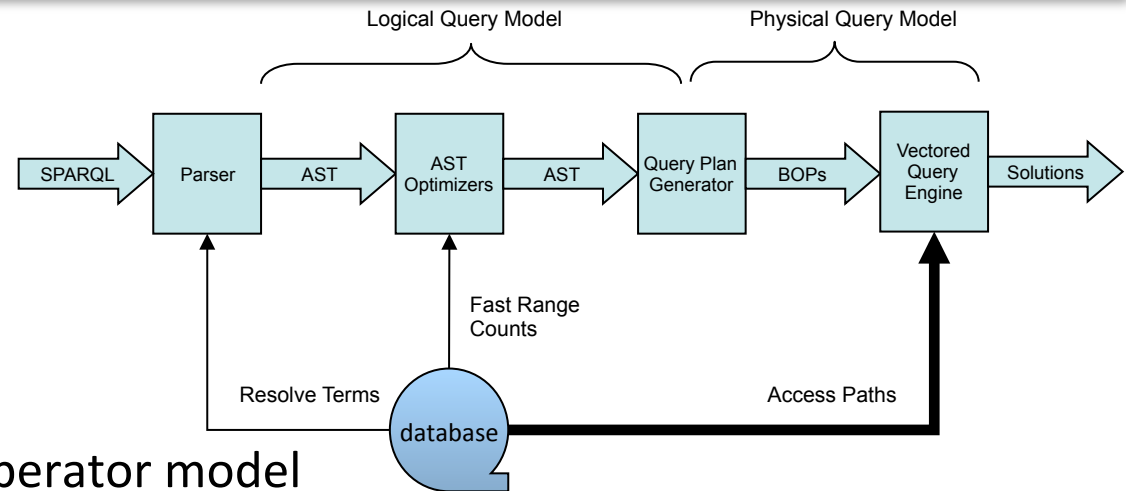 Logical Query Model
Physical Query Model
SPARQL
Parser
AST
AST
Optimizers
AST
Query Plan
Generator
BOPs
Vectored
Query
Engine
Solutions
Fast Range
Counts
Resolve Terms
Access Paths
database
perator model